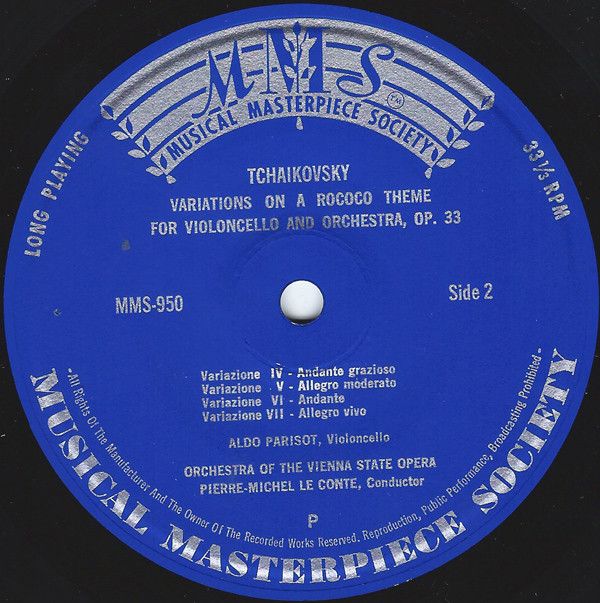 MMS
MUSICAL MASTERPIECE SOCIETY
LONG PLAYING
33 1/3 RPM
TCHAIKOVSKY
VARIATIONS ON A ROCOCO THEME
FOR VIOLONCELLO AND ORCHESTRA, OP. 33
MMS-950
Side 2
Variazione IV - Andante grazioso
Variazione V - Allegro moderato
Variazione VI - Andante
Variazione VII - Allegro vivo
ALDO PARISOT, Violoncello
ORCHESTRA OF THE VIENNA STATE OPERA
PIERRE-MICHEL LE CONTE, Conductor
P
-All Rights Of The Manufacturer And The Owner Of The Recorded Works Reserved. Reproduction, Public Performance, Broadcasting Prohibited-
MUSICAL MASTERPIECE SOCIETY